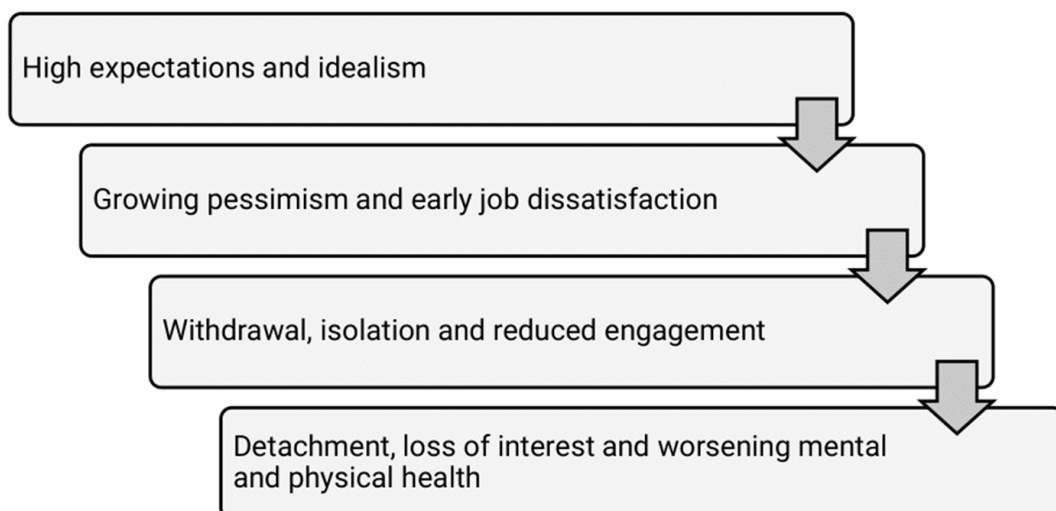 High expectations and idealism
Growing pessimism and early job dissatisfaction
Withdrawal, isolation and reduced engagement
Detachment, loss of interest and worsening mental
and physical health